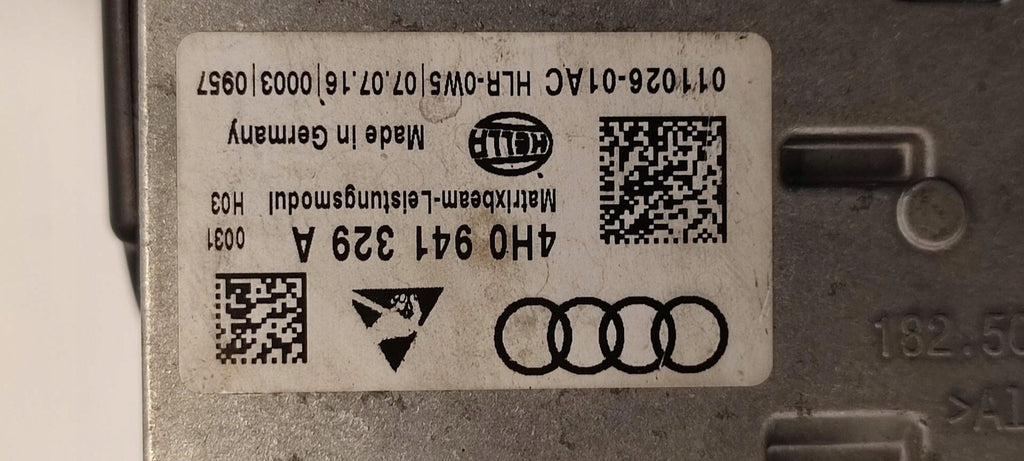 4H0 941 329 A 0031
Matrixbeam-Leistungsmodul H03
HELLA Made in Germany
011026-01AC HLR-0W5|07.07.16|0003|0957
182.50
>Al